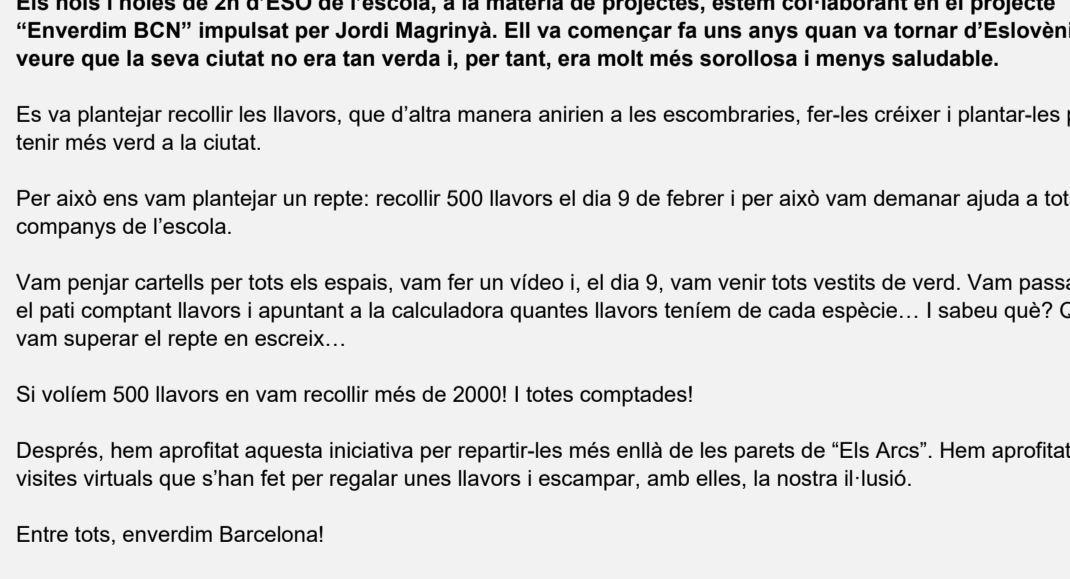 Els nois i noies de 2n d’ESO de l’escola, a la matèria de projectes, estem col·laborant en el projecte
“Enverdim BCN” impulsat per Jordi Magrinyà. Ell va començar fa uns anys quan va tornar d’Eslovèni
veure que la seva ciutat no era tan verda i, per tant, era molt més sorollosa i menys saludable.
Es va plantejar recollir les llavors, que d’altra manera anirien a les escombraries, fer-les créixer i plantar-les p
tenir més verd a la ciutat.
Per això ens vam plantejar un repte: recollir 500 llavors el dia 9 de febrer i per això vam demanar ajuda a tot
companys de l’escola.
Vam penjar cartells per tots els espais, vam fer un vídeo i, el dia 9, vam venir tots vestits de verd. Vam passa
el pati comptant llavors i apuntant a la calculadora quantes llavors teníem de cada espècie… I sabeu què? Q
vam superar el repte en escreix…
Si volíem 500 llavors en vam recollir més de 2000! I totes comptades!
Després, hem aprofitat aquesta iniciativa per repartir-les més enllà de les parets de “Els Arcs”. Hem aprofitat
visites virtuals que s’han fet per regalar unes llavors i escampar, amb elles, la nostra il·lusió.
Entre tots, enverdim Barcelona!